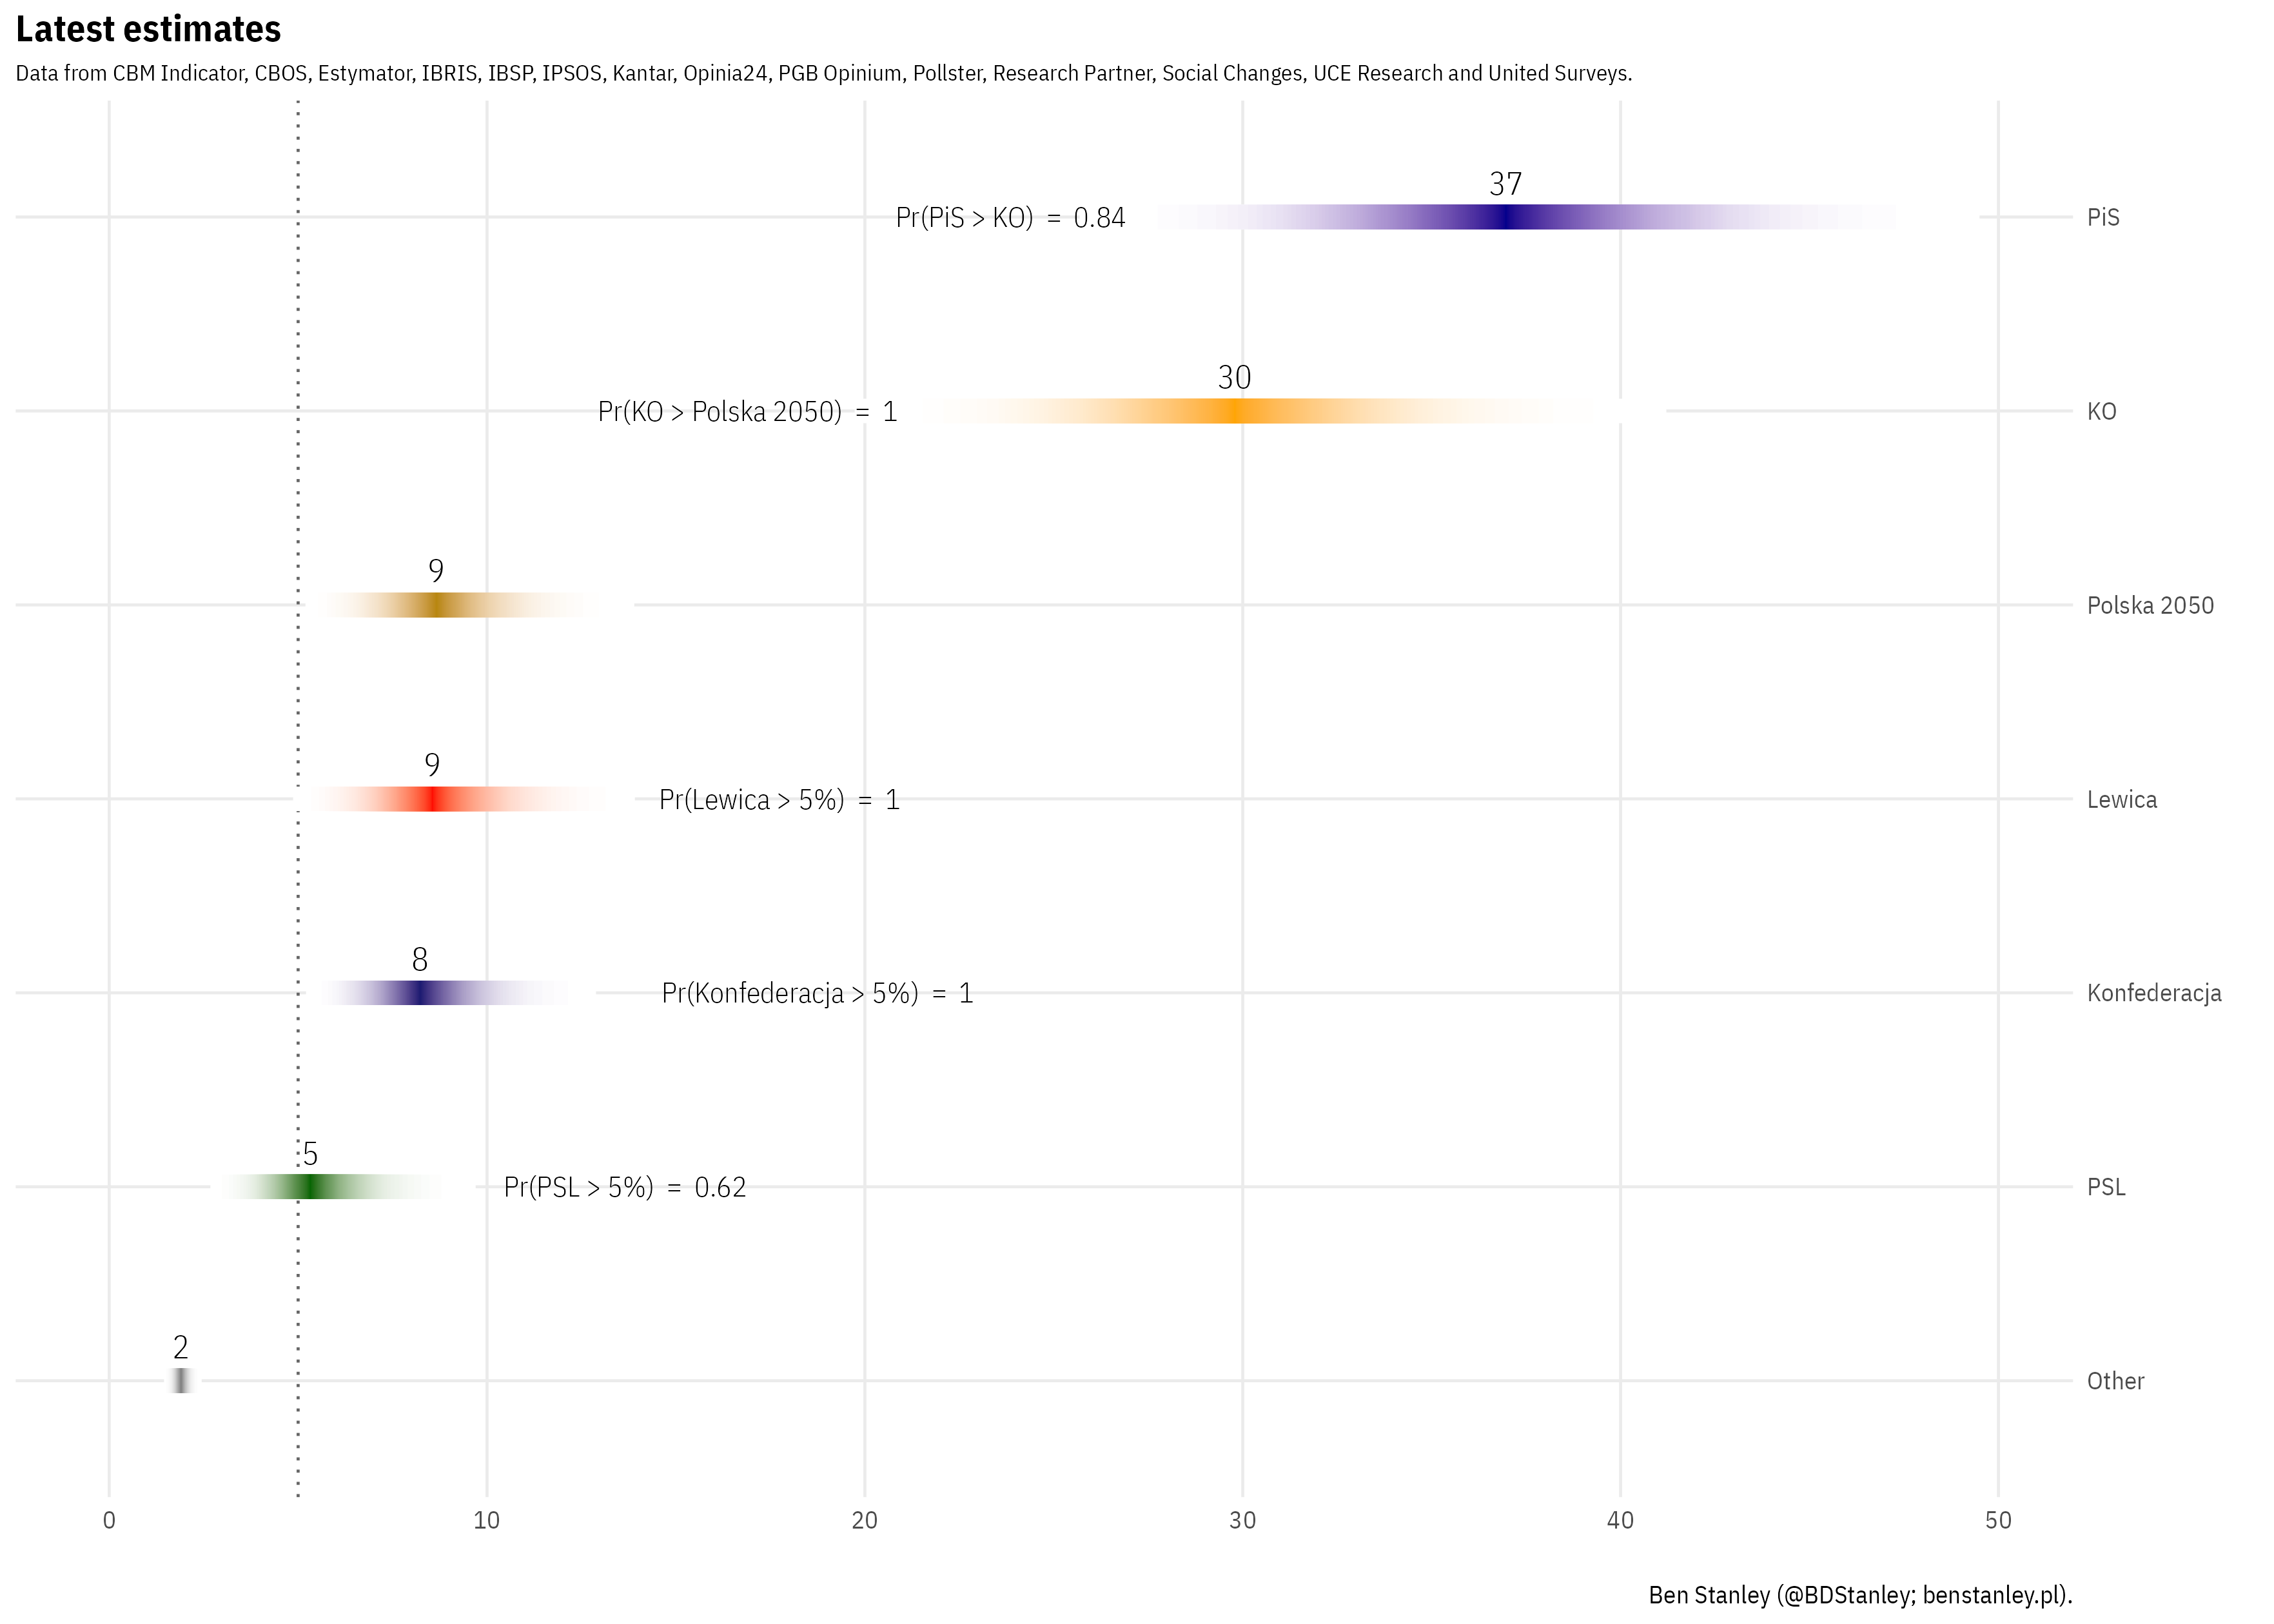 Latest estimates
Data from CBM Indicator, CBOS, Estymator, IBRIS, IBSP, IPSOS, Kantar, Opinia24, PGB Opinium, Pollster, Research Partner, Social Changes, UCE Research and United Surveys.
37
Pr(PiS > KO) = 0.84
PiS
30
Pr(KO > Polska 2050) = 1
KO
9
Polska 2050
9
Pr(Lewica > 5%) = 1
Lewica
8
Pr(Konfederacja > 5%) = 1
Konfederacja
5
Pr(PSL > 5%) = 0.62
PSL
2
Other
0 10 20 30 40 50
Ben Stanley (@BDStanley; benstanley.pl).